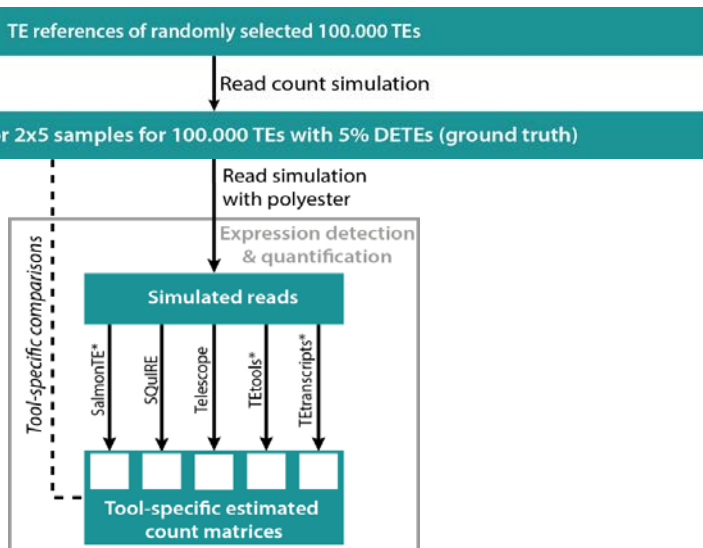 TE references of randomly selected 100.000 TEs
Read count simulation
2x5 samples for 100.000 TEs with 5% DETEs (ground truth)
Read simulation
with polyester
Expression detection
& quantification
Tool-specific comparisons
Simulated reads
SalmonTE*
SQuIRE
Telescope
TEtools*
TEtranscripts*
Tool-specific estimated
count matrices